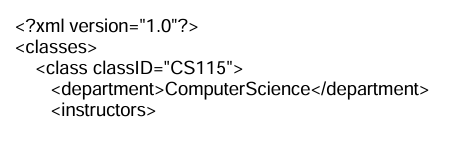 <?xml version="1.0"?>
<classes>
<class classID="CS115">
<department>ComputerScience</department>
<instructors>